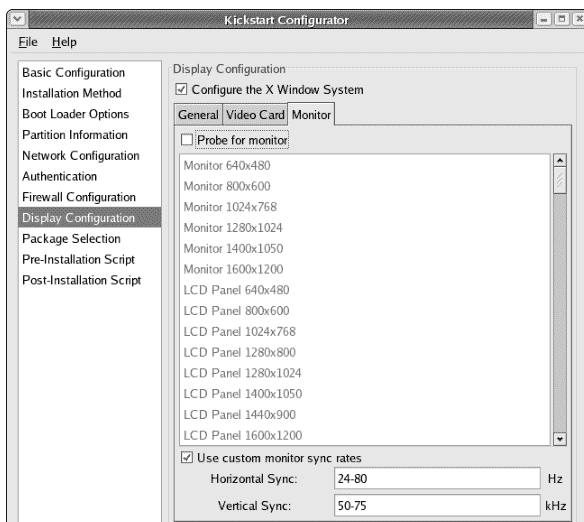 Kickstart Configurator
File Help
Basic Configuration
Installation Method
Boot Loader Options
Partition Information
Network Configuration
Authentication
Firewall Configuration
Display Configuration
Package Selection
Pre-Installation Script
Post-Installation Script
Display Configuration
Configure the X Window System
General Video Card Monitor
Probe for monitor
Monitor 640x480
Monitor 800x600
Monitor 1024x768
Monitor 1280x1024
Monitor 1400x1050
Monitor 1600x1200
LCD Panel 640x480
LCD Panel 800x600
LCD Panel 1024x768
LCD Panel 1280x800
LCD Panel 1280x1024
LCD Panel 1400x1050
LCD Panel 1440x900
LCD Panel 1600x1200
Use custom monitor sync rates
Horizontal Sync: 24-80 Hz
Vertical Sync: 50-75 kHz